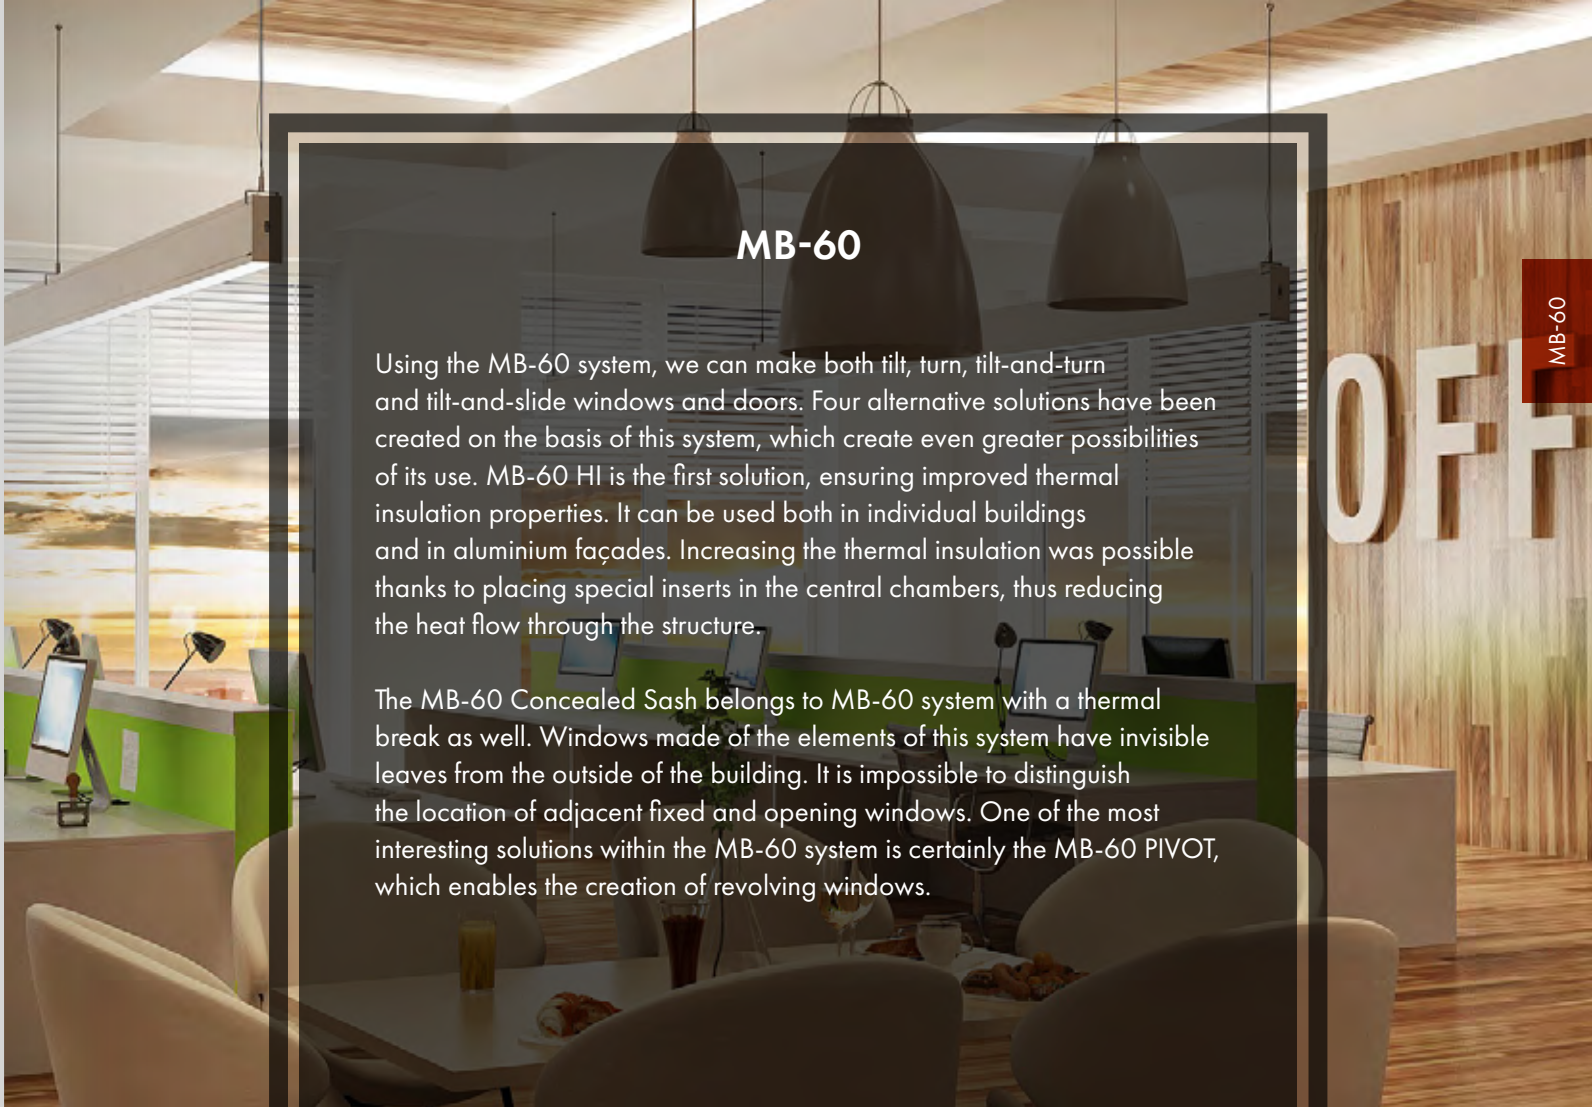 MB-60
MB-60
OFF
Using the MB-60 system, we can make both tilt, turn, tilt-and-turn
and tilt-and-slide windows and doors. Four alternative solutions have been
created on the basis of this system, which create even greater possibilities
of its use. MB-60 HI is the first solution, ensuring improved thermal
insulation properties. It can be used both in individual buildings
and in aluminium façades. Increasing the thermal insulation was possible
thanks to placing special inserts in the central chambers, thus reducing
the heat flow through the structure.
The MB-60 Concealed Sash belongs to MB-60 system with a thermal
break as well. Windows made of the elements of this system have invisible
leaves from the outside of the building. It is impossible to distinguish
the location of adjacent fixed and opening windows. One of the most
interesting solutions within the MB-60 system is certainly the MB-60 PIVOT,
which enables the creation of revolving windows.